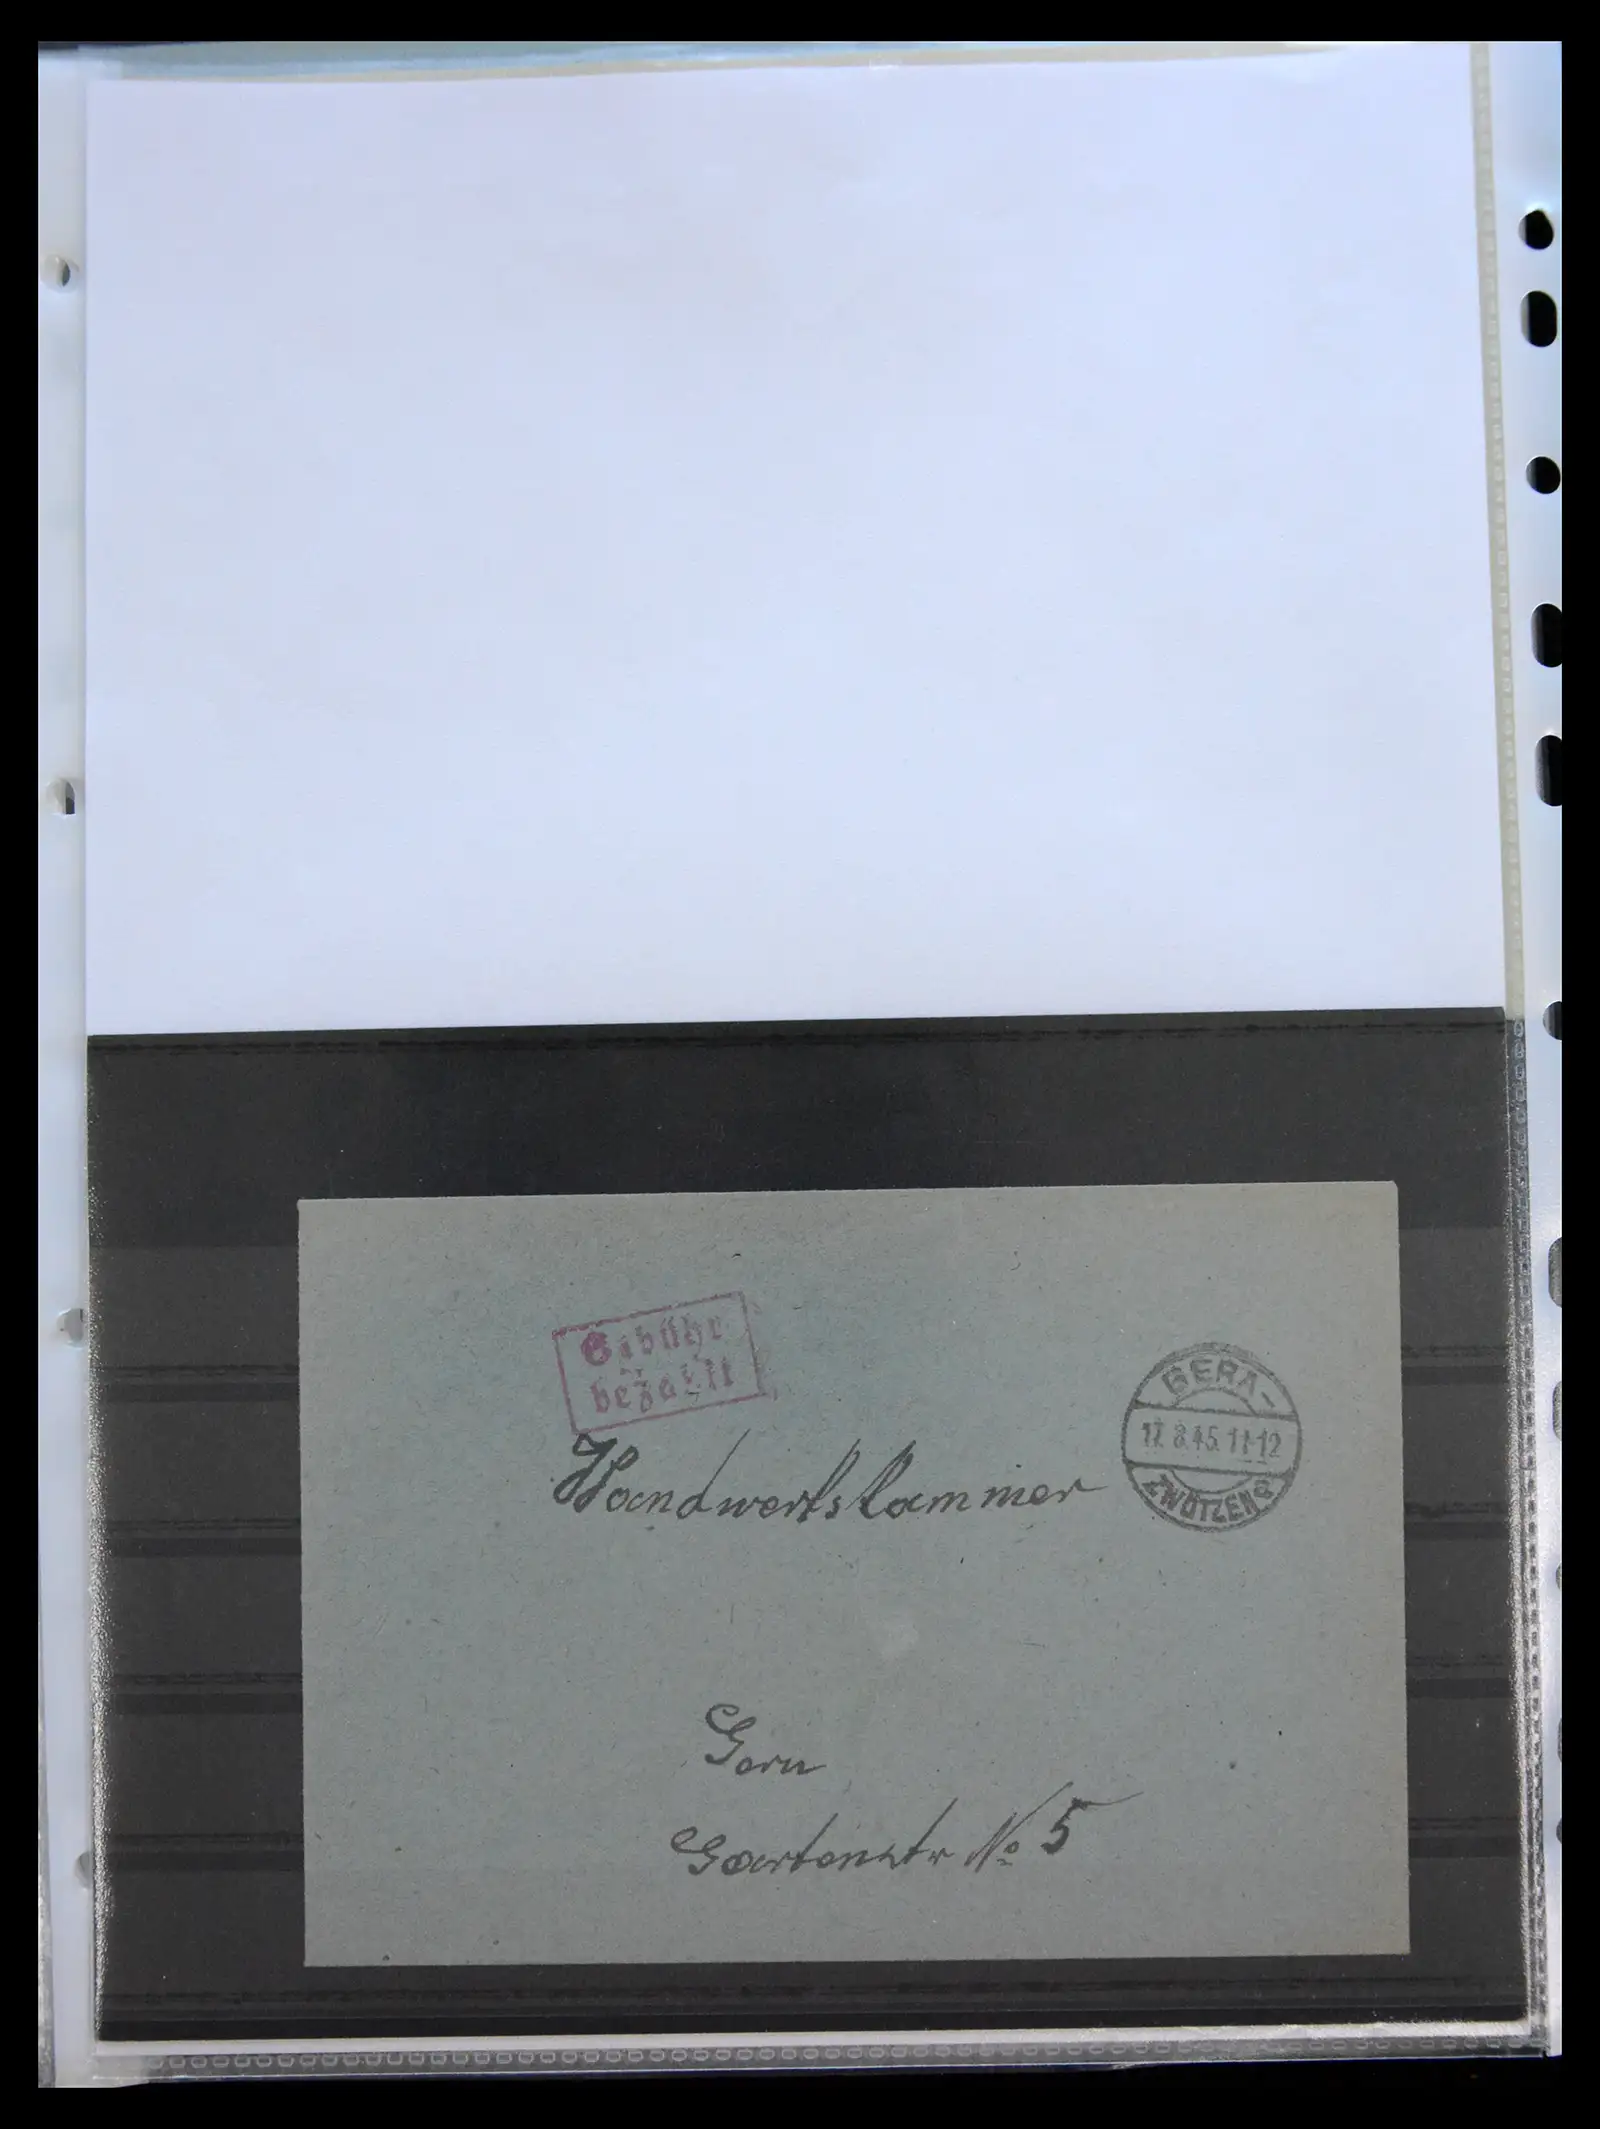 Gebühr
bezahlt
GERA-
17.8.45.11-12
ZWÖTZEN a
Handwerkskammer
Gera
Gartenstr No 5